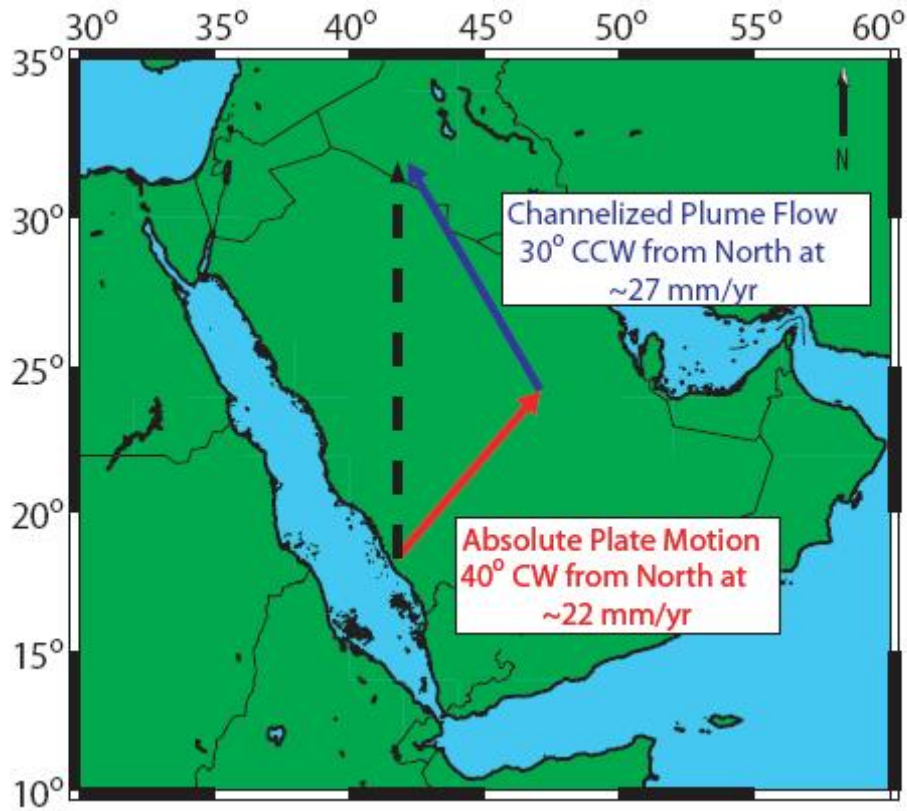 30° 35° 40° 45° 50° 55° 60°
35°
N
30°
Channelized Plume Flow
30° CCW from North at
~27 mm/yr
25°
20°
Absolute Plate Motion
40° CW from North at
~22 mm/yr
15°
10°